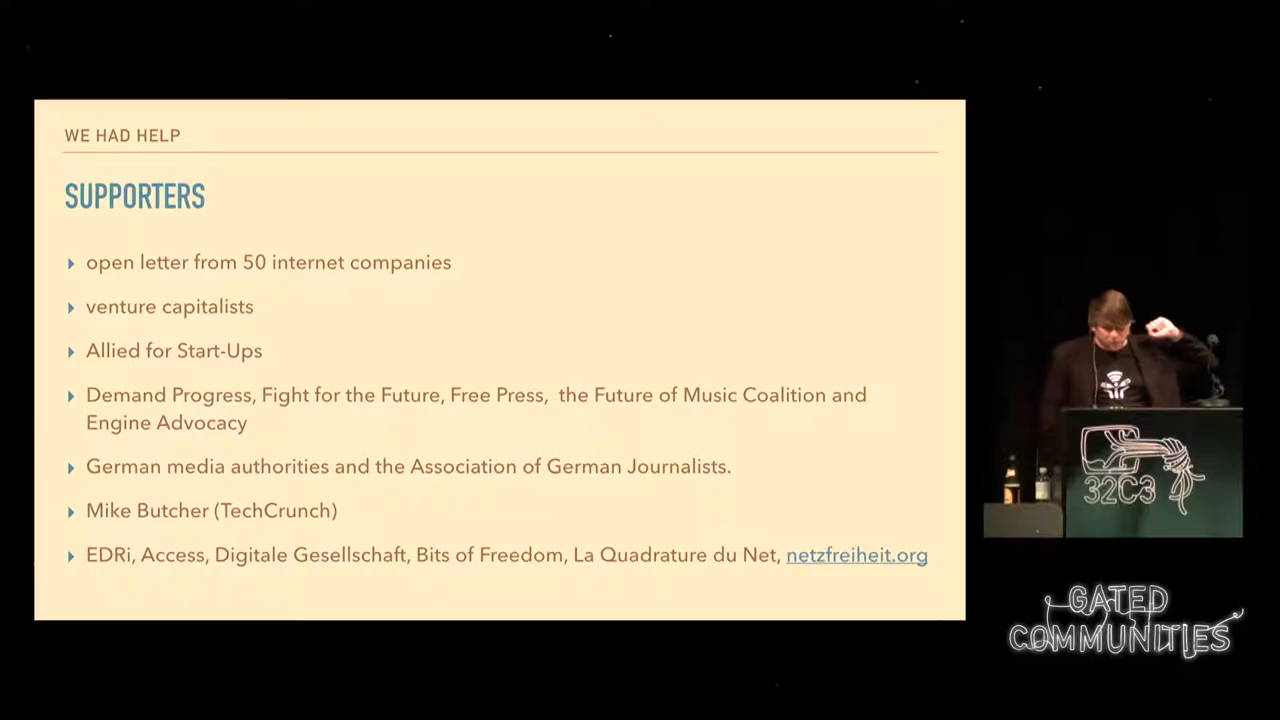 WE HAD HELP
SUPPORTERS
open letter from 50 internet companies
venture capitalists
Allied for Start-Ups
Demand Progress, Fight for the Future, Free Press, the Future of Music Coalition and
Engine Advocacy
German media authorities and the Association of German Journalists.
Mike Butcher (TechCrunch)
EDRi, Access, Digitale Gesellschaft, Bits of Freedom, La Quadrature du Net, netzfreiheit.org
32C3
GATED
COMMUNITIES